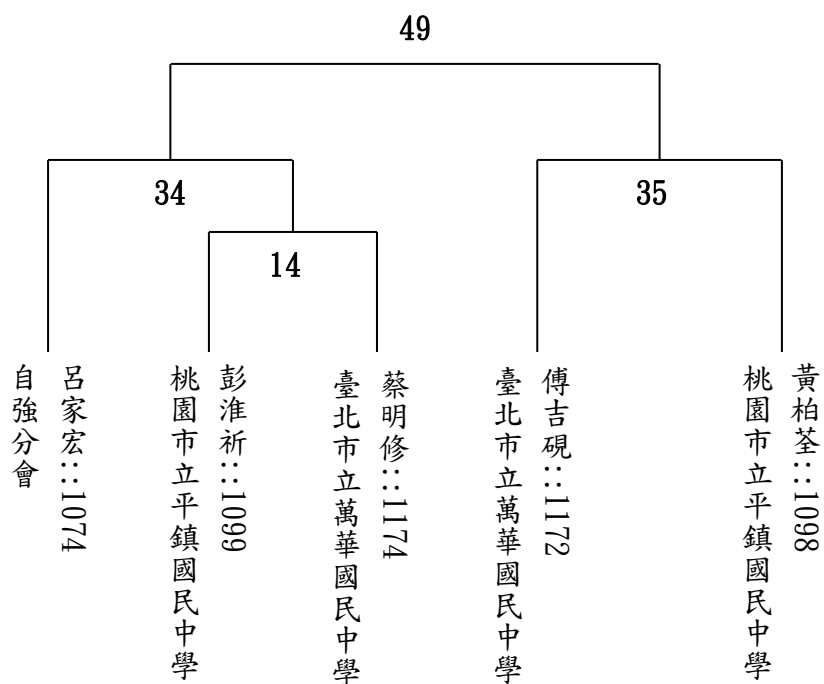 49
34
35
14
呂家宏::1074
自強分會
彭淮祈::1099
桃園市立平鎮國民中學
蔡明修::1174
臺北市立萬華國民中學
傅吉硯::1172
臺北市立萬華國民中學
黃柏荃::1098
桃園市立平鎮國民中學